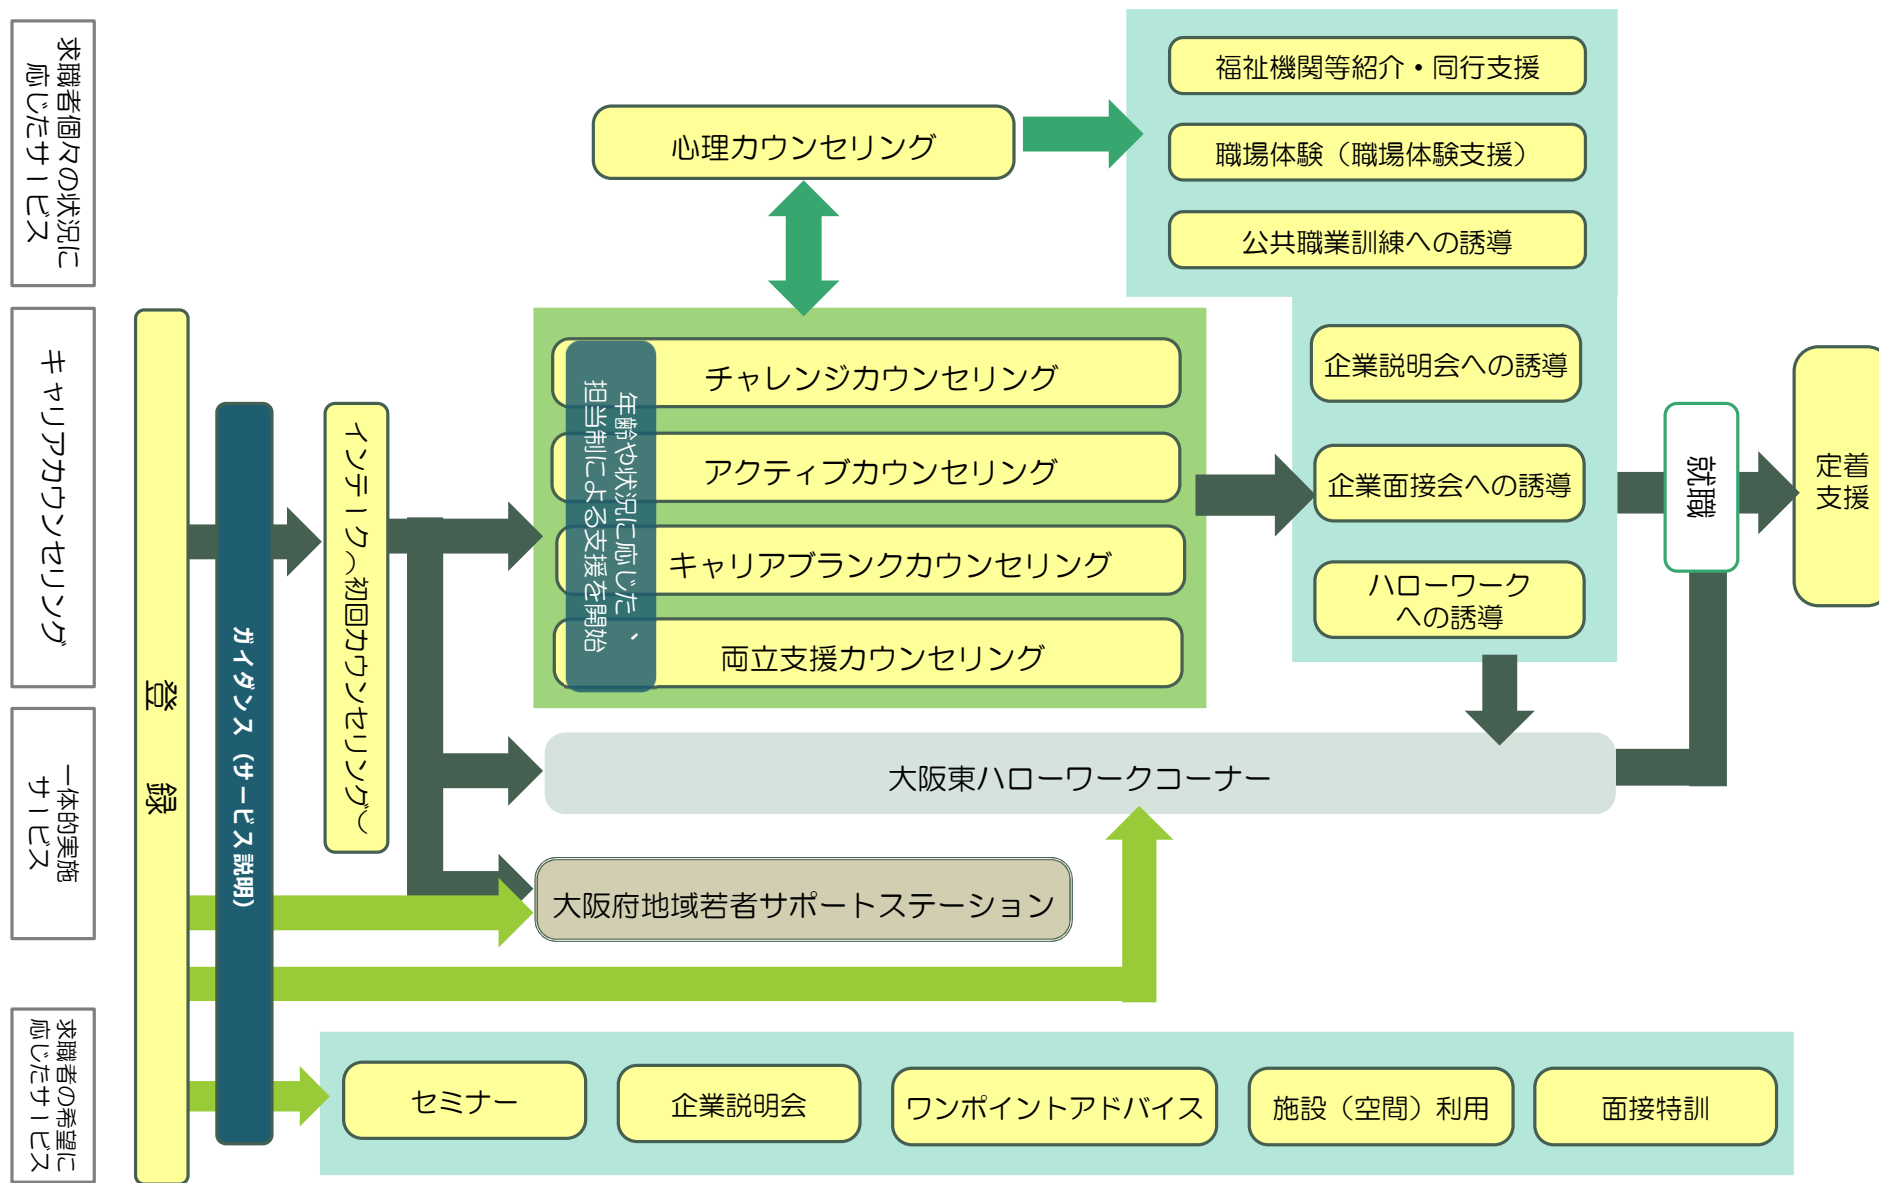 求職者個々の状況に
応じたサービス
キャリアカウンセリング
一体的実施
サービス
求職者の希望に
応じたサービス
登　録
ガイダンス（サービス説明）
インテーク（初回カウンセリング）
心理カウンセリング
年齢や状況に応じた、
担当制による支援を開始
チャレンジカウンセリング
アクティブカウンセリング
キャリアブランクカウンセリング
両立支援カウンセリング
福祉機関等紹介・同行支援
職場体験（職場体験支援）
公共職業訓練への誘導
企業説明会への誘導
企業面接会への誘導
ハローワーク
への誘導
就職
定着
支援
大阪東ハローワークコーナー
大阪府地域若者サポートステーション
セミナー
企業説明会
ワンポイントアドバイス
施設（空間）利用
面接特訓